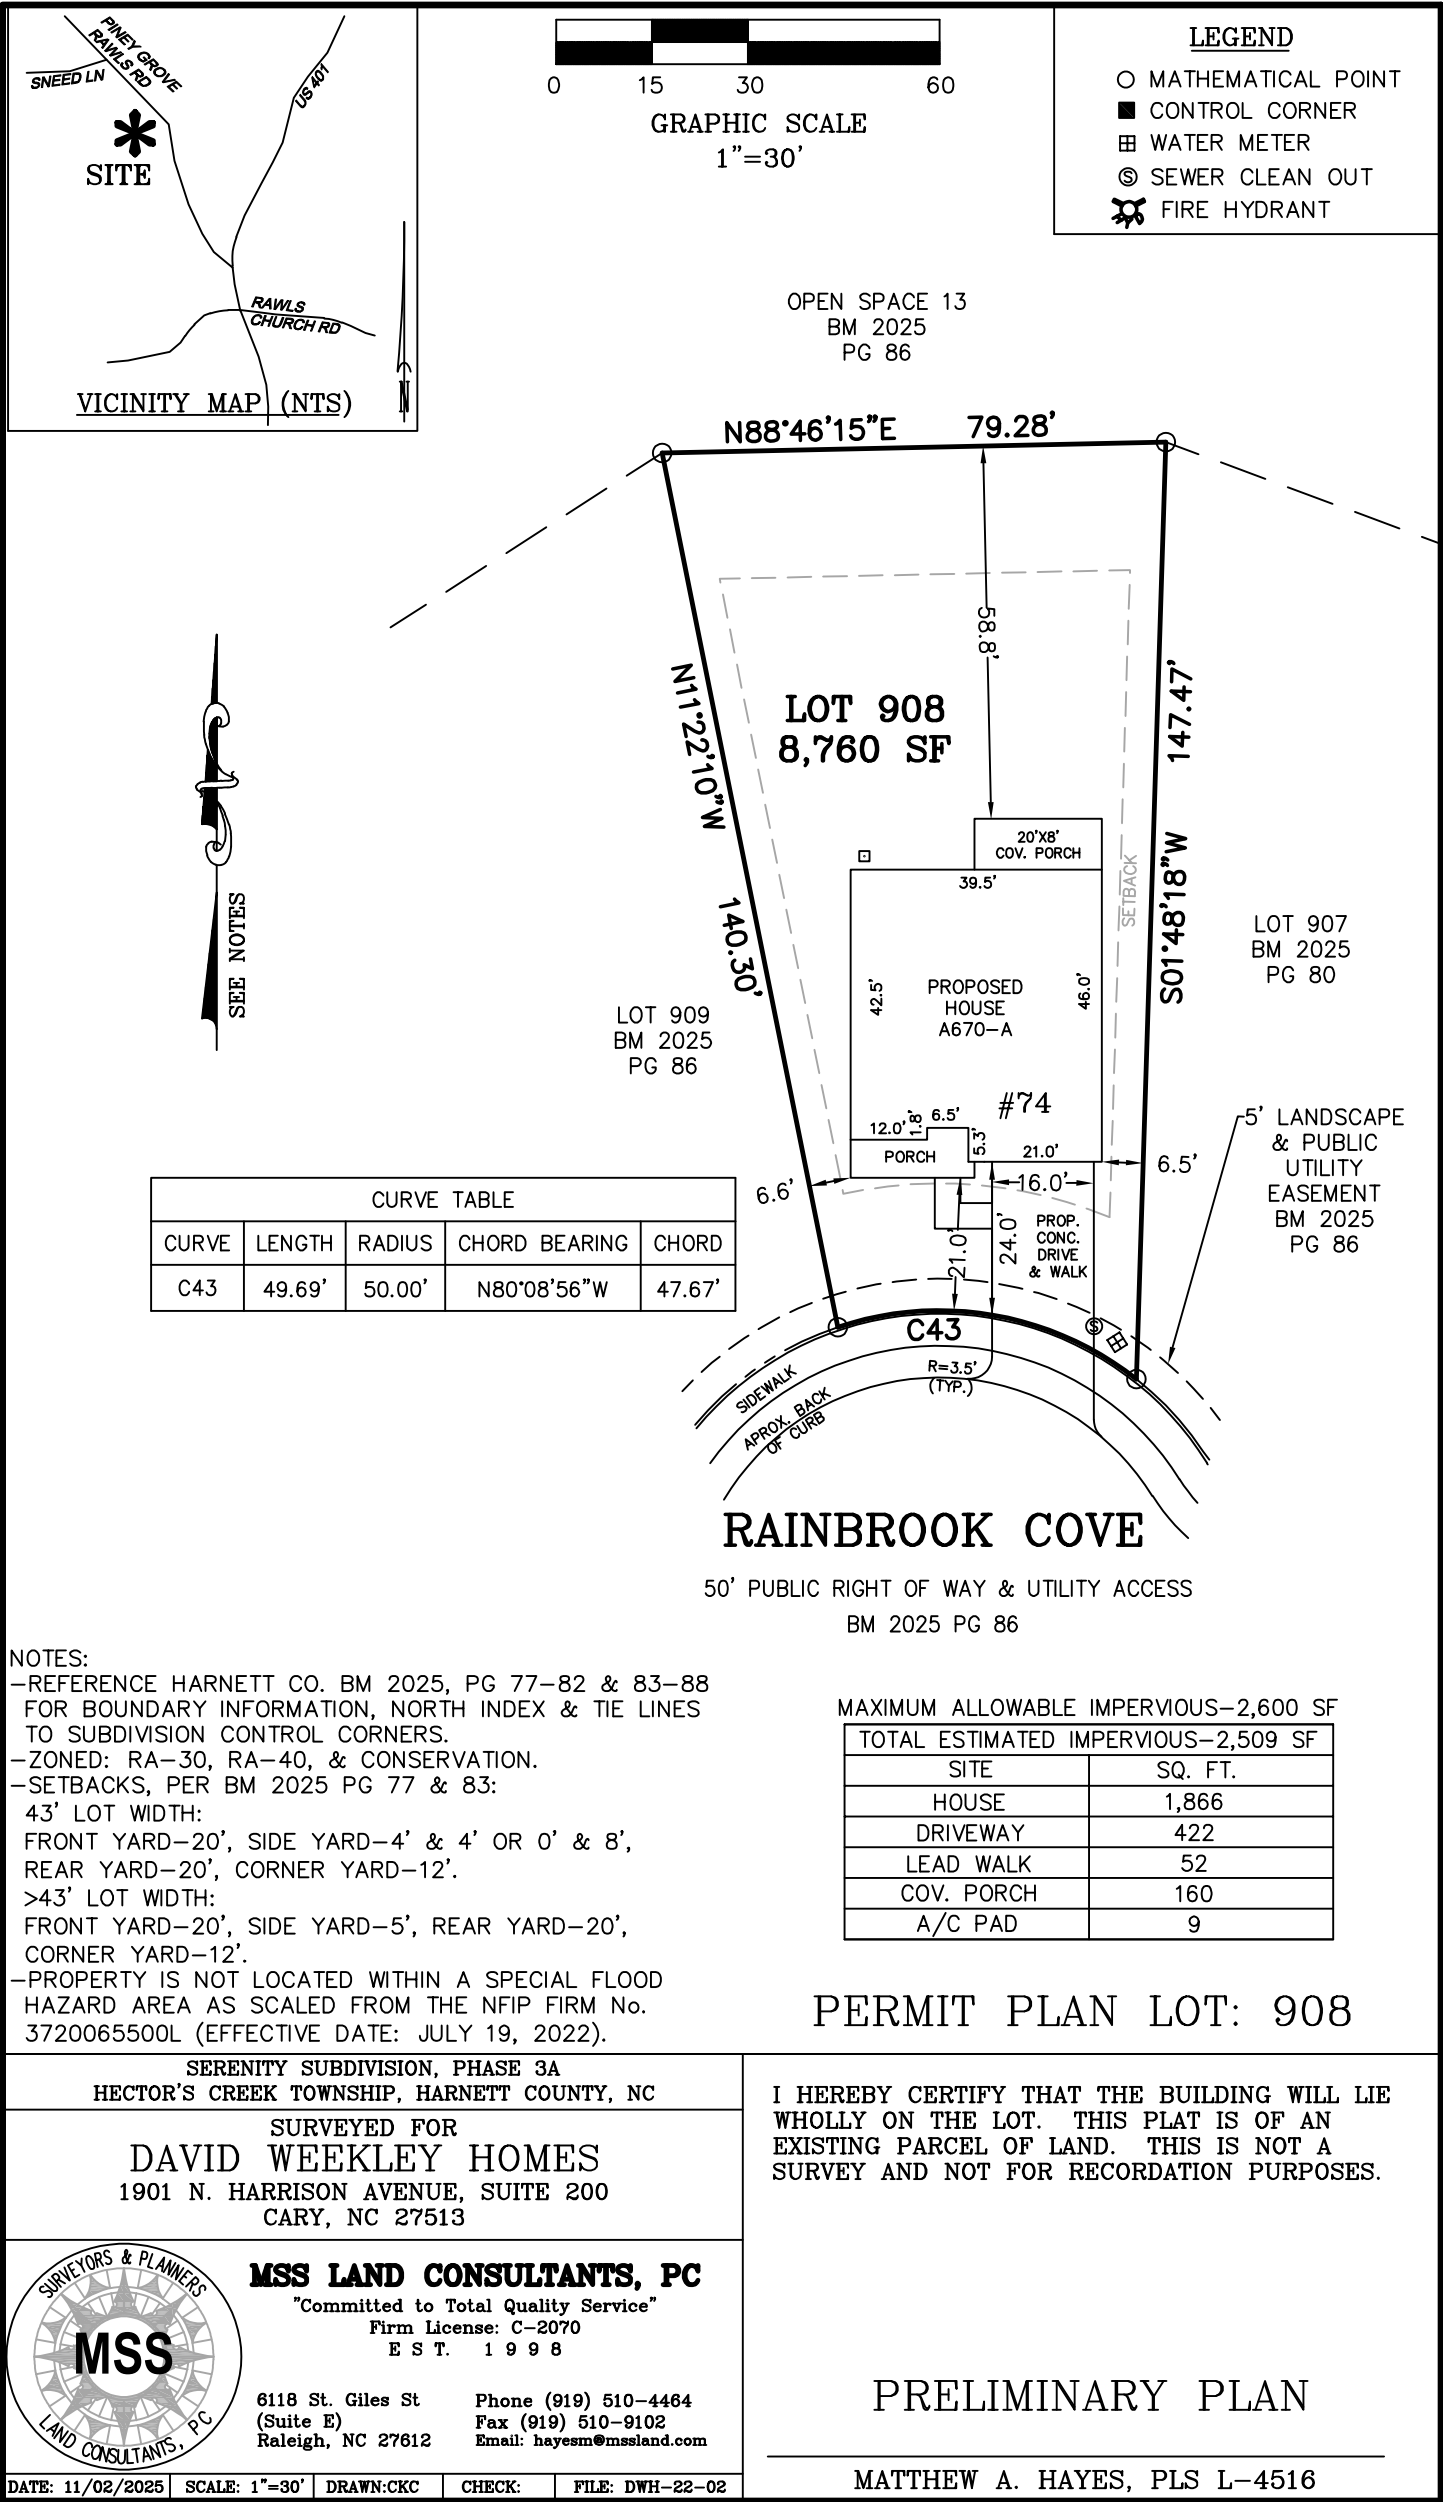 PINEY GROVE
RAWLS RD
SNEED LN
US 401
SITE
RAWLS
CHURCH RD
N
VICINITY MAP (NTS)
0 15 30 60
GRAPHIC SCALE
1"=30'
LEGEND
MATHEMATICAL POINT
CONTROL CORNER
WATER METER
S SEWER CLEAN OUT
FIRE HYDRANT
OPEN SPACE 13
BM 2025
PG 86
N88°46'15"E 79.28'
58.8'
LOT 908
8,760 SF
N11°22'10"W
140.30'
147.47'
S01°48'18"W
SETBACK
20'X8'
COV. PORCH
39.5'
42.5'
46.0'
PROPOSED
HOUSE
A670-A
#74
12.0'
1.8'
6.5'
5.3'
21.0'
PORCH
6.6'
6.5'
16.0'
21.0'
24.0'
PROP.
CONC.
DRIVE
& WALK
SEE NOTES
LOT 909
BM 2025
PG 86
LOT 907
BM 2025
PG 80
5' LANDSCAPE
& PUBLIC
UTILITY
EASEMENT
BM 2025
PG 86
CURVE TABLE
CURVE LENGTH RADIUS CHORD BEARING CHORD
C43 49.69' 50.00' N80°08'56"W 47.67'
C43
S
R=3.5'
(TYP.)
SIDEWALK
APROX. BACK
OF CURB
RAINBROOK COVE
50' PUBLIC RIGHT OF WAY & UTILITY ACCESS
BM 2025 PG 86
NOTES:
-REFERENCE HARNETT CO. BM 2025, PG 77-82 & 83-88
FOR BOUNDARY INFORMATION, NORTH INDEX & TIE LINES
TO SUBDIVISION CONTROL CORNERS.
-ZONED: RA-30, RA-40, & CONSERVATION.
-SETBACKS, PER BM 2025 PG 77 & 83:
43' LOT WIDTH:
FRONT YARD-20', SIDE YARD-4' & 4' OR 0' & 8',
REAR YARD-20', CORNER YARD-12'.
>43' LOT WIDTH:
FRONT YARD-20', SIDE YARD-5', REAR YARD-20',
CORNER YARD-12'.
-PROPERTY IS NOT LOCATED WITHIN A SPECIAL FLOOD
HAZARD AREA AS SCALED FROM THE NFIP FIRM No.
3720065500L (EFFECTIVE DATE: JULY 19, 2022).
MAXIMUM ALLOWABLE IMPERVIOUS-2,600 SF
TOTAL ESTIMATED IMPERVIOUS-2,509 SF
SITE SQ. FT.
HOUSE 1,866
DRIVEWAY 422
LEAD WALK 52
COV. PORCH 160
A/C PAD 9
PERMIT PLAN LOT: 908
SERENITY SUBDIVISION, PHASE 3A
HECTOR'S CREEK TOWNSHIP, HARNETT COUNTY, NC
SURVEYED FOR
DAVID WEEKLEY HOMES
1901 N. HARRISON AVENUE, SUITE 200
CARY, NC 27513
SURVEYORS & PLANNERS
MSS
LAND CONSULTANTS, PC
MSS LAND CONSULTANTS, PC
"Committed to Total Quality Service"
Firm License: C-2070
EST. 1998
6118 St. Giles St
(Suite E)
Raleigh, NC 27612
Phone (919) 510-4464
Fax (919) 510-9102
Email: hayesm@mssland.com
DATE: 11/02/2025 SCALE: 1"=30' DRAWN:CKC CHECK: FILE: DWH-22-02
I HEREBY CERTIFY THAT THE BUILDING WILL LIE
WHOLLY ON THE LOT. THIS PLAT IS OF AN
EXISTING PARCEL OF LAND. THIS IS NOT A
SURVEY AND NOT FOR RECORDATION PURPOSES.
PRELIMINARY PLAN
MATTHEW A. HAYES, PLS L-4516